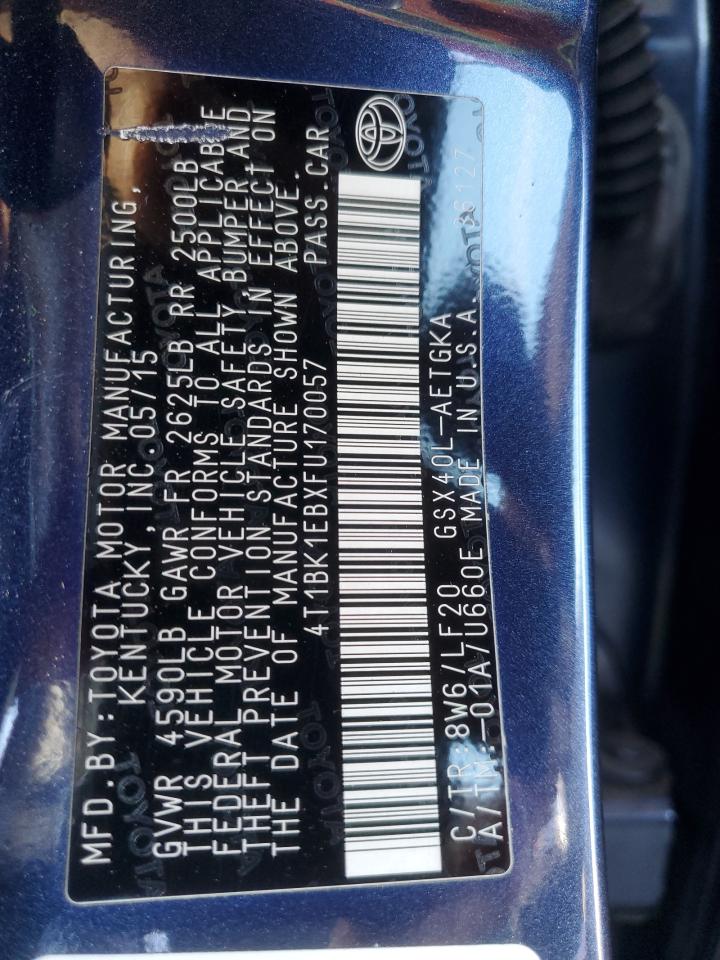 MFD.BY:TOYOTA MOTOR MANUFACTURING,
KENTUCKY, INC.05/15
GVWR 4590LB GAWR FR 2625LB RR 2500LB
THIS VEHICLE CONFORMS TO ALL APPLICABLE
FEDERAL MOTOR VEHICLE SAFETY,BUMPER AND
THEFT PREVENTION STANDARDS IN EFFECT ON
THE DATE OF MANUFACTURE SHOWN ABOVE.
4T1BK1EBXFU170057 PASS.CAR
C/TR:8W6/LF20 GSX40L-AETGKA
A/TM:-01A/U660E MADE IN U.S.A.